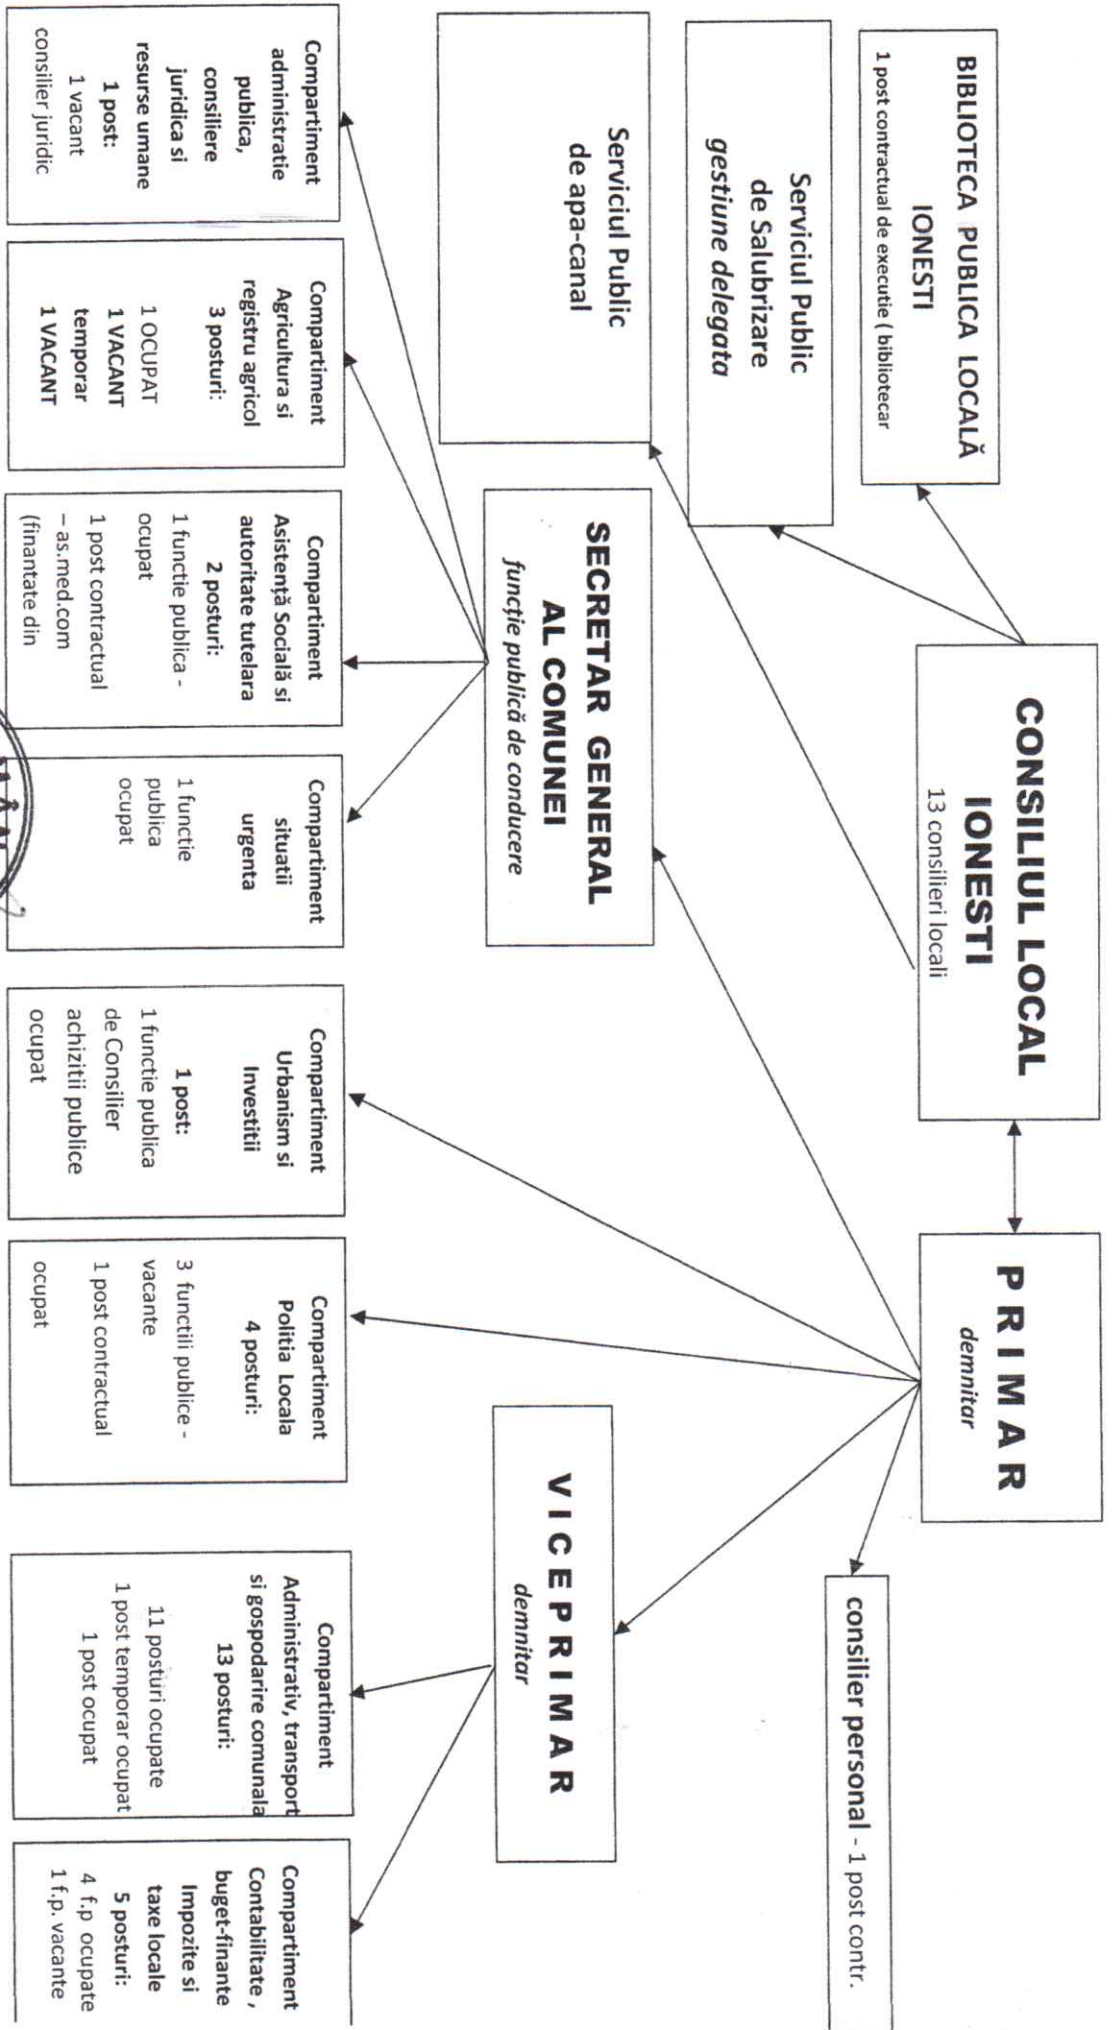 CONSILIUL LOCAL
IONESTI
13 consilieri locali
PRIMAR
demnitar
BIBLIOTECA PUBLICA LOCALĂ
IONESTI
1 post contractual de executie ( bibliotecar
consilier personal - 1 post contr.
Serviciul Public
de Salubrizare
gestiune delegata
Serviciul Public
de apa-canal
SECRETAR GENERAL
AL COMUNEI
funcție publică de conducere
VICEPRIMAR
demnitar
Compartiment
administratie
publica,
consiliere
juridica si
resurse umane
1 post:
1 vacant
consilier juridic
Compartiment
Agricultura si
registru agricol
3 posturi:
1 OCUPAT
1 VACANT
temporar
1 VACANT
Compartiment
Asistență Socială si
autoritate tutelara
2 posturi:
1 functie publica -
ocupat
1 post contractual
– as.med.com
(finantate din
Compartiment
situatii
urgenta
1 functie
publica
ocupat
Compartiment
Urbanism si
Investitii
1 post:
1 functie publica
de Consilier
achizitii publice
ocupat
Compartiment
Politia Locala
4 posturi:
3 functili publice -
vacante
1 post contractual
ocupat
Compartiment
Administrativ, transport
si gospodarire comunala
13 posturi:
11 posturi ocupate
1 post temporar ocupat
1 post ocupat
Compartiment
Contabilitate ,
buget-finante
Impozite si
taxe locale
5 posturi:
4 f.p ocupate
1 f.p. vacante